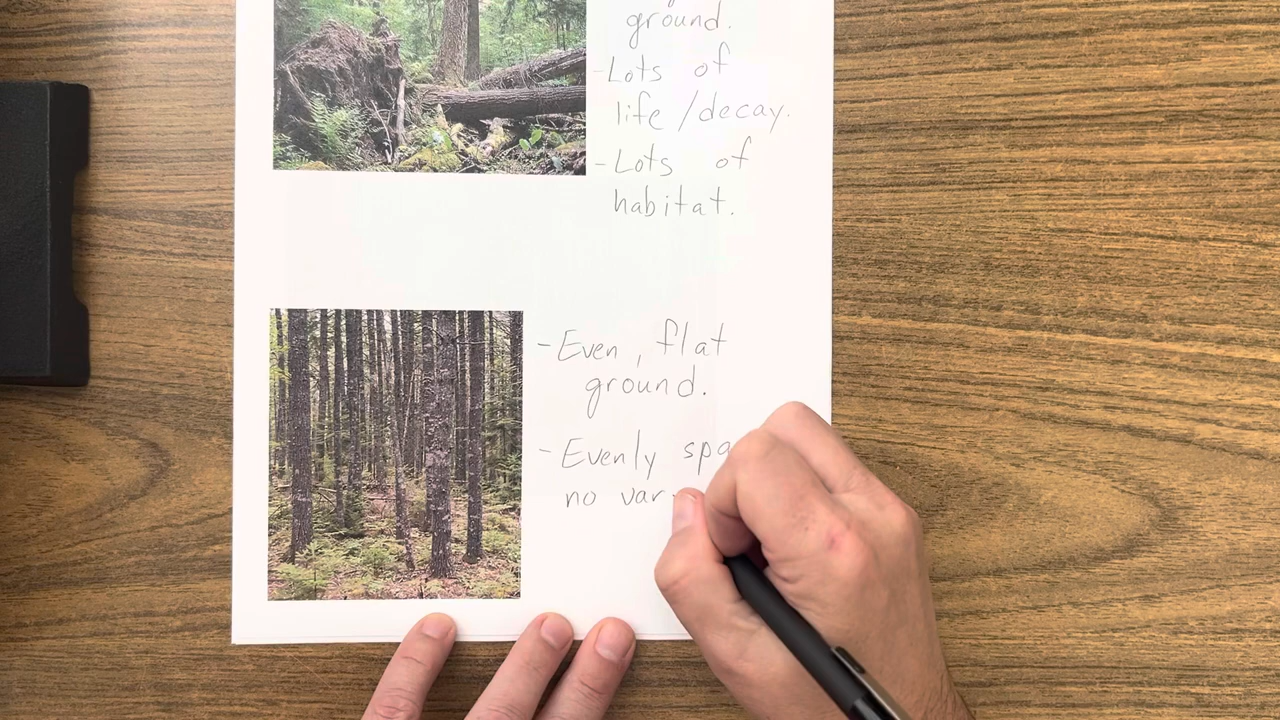 ground.
-Lots of
life/decay.
-Lots of
habitat.
-Even, flat
ground.
-Evenly
no